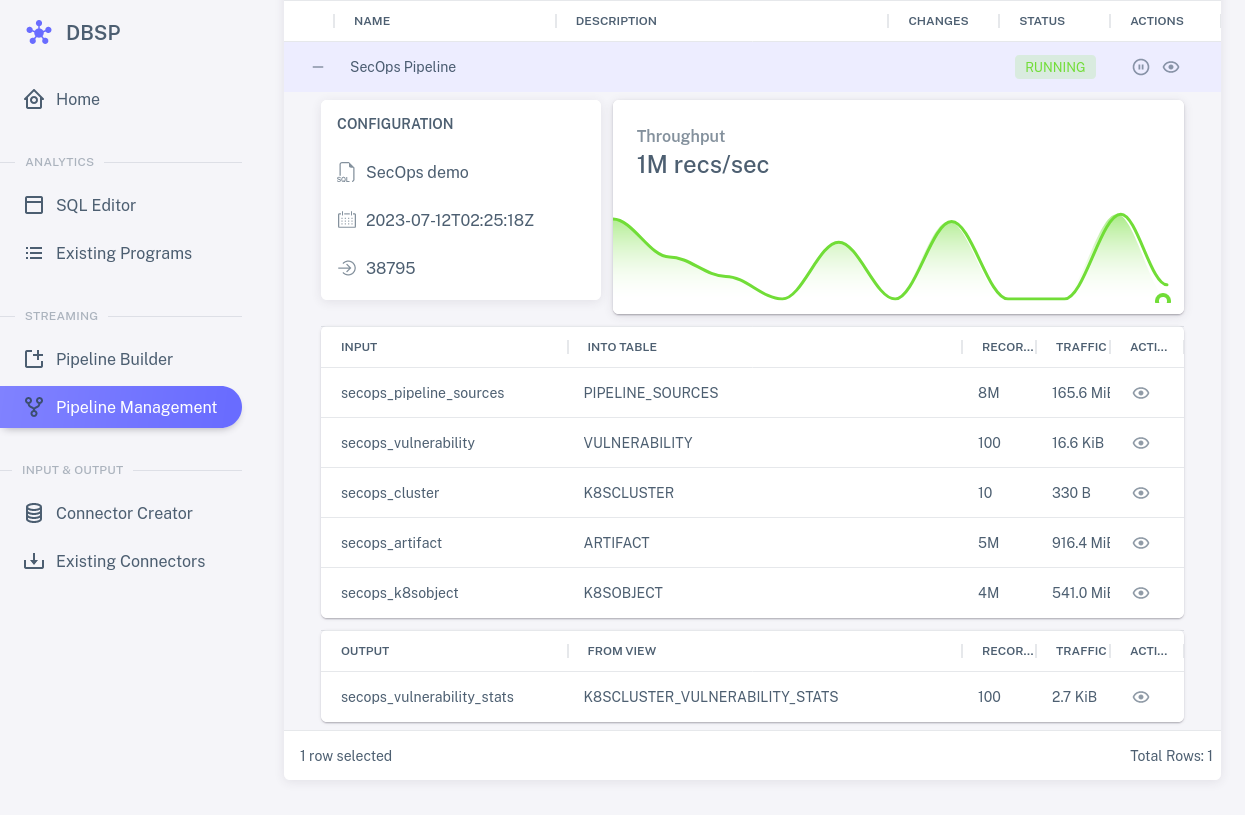 DBSP
Home
ANALYTICS
SQL Editor
Existing Programs
STREAMING
Pipeline Builder
Pipeline Management
INPUT & OUTPUT
Connector Creator
Existing Connectors
NAME DESCRIPTION CHANGES STATUS ACTIONS
SecOps Pipeline RUNNING
CONFIGURATION
SQL SecOps demo
2023-07-12T02:25:18Z
38795
Throughput
1M recs/sec
INPUT INTO TABLE RECOR... TRAFFIC ACTI...
secops_pipeline_sources PIPELINE_SOURCES 8M 165.6 MiB
secops_vulnerability VULNERABILITY 100 16.6 KiB
secops_cluster K8SCLUSTER 10 330 B
secops_artifact ARTIFACT 5M 916.4 MiB
secops_k8sobject K8SOBJECT 4M 541.0 MiB
OUTPUT FROM VIEW RECOR... TRAFFIC ACTI...
secops_vulnerability_stats K8SCLUSTER_VULNERABILITY_STATS 100 2.7 KiB
1 row selected Total Rows: 1